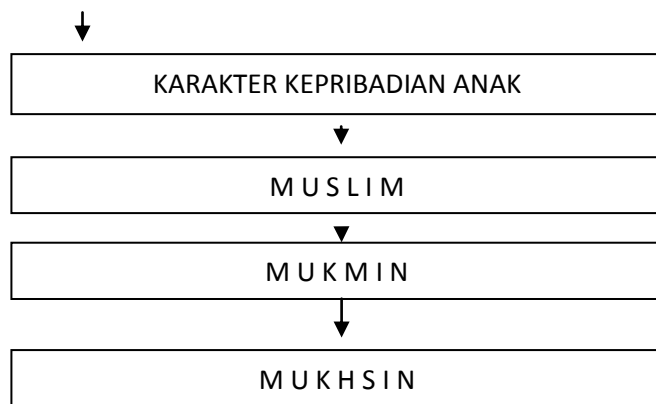 KARAKTER KEPRIBADIAN ANAK
M U S L I M
M U K M I N
M U K H S I N